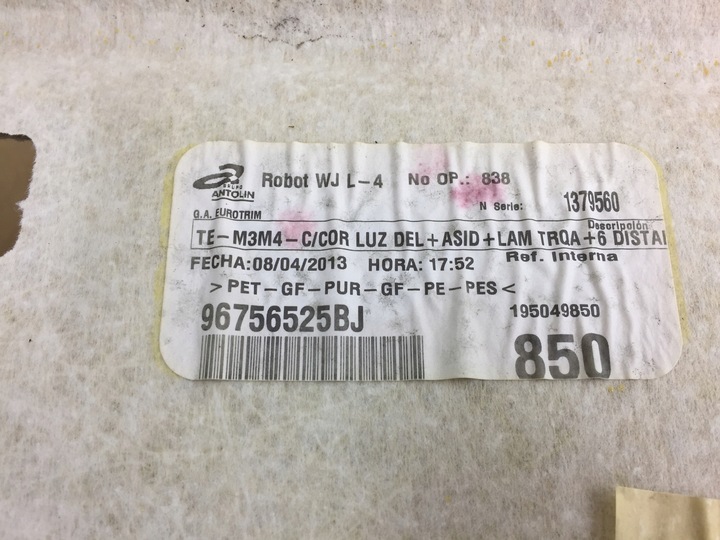 GRUPO
ANTOLIN
Robot WJ L-4 No OP.: 838
N Serie: 1379560
G.A. EUROTRIM
Descripción
TE-M3M4-C/COR LUZ DEL+ASID+LAM TRQA+6 DISTAI
FECHA:08/04/2013 HORA: 17:52 Ref. Interna
>PET-GF-PUR-GF-PE-PES<
96756525BJ 195049850
850